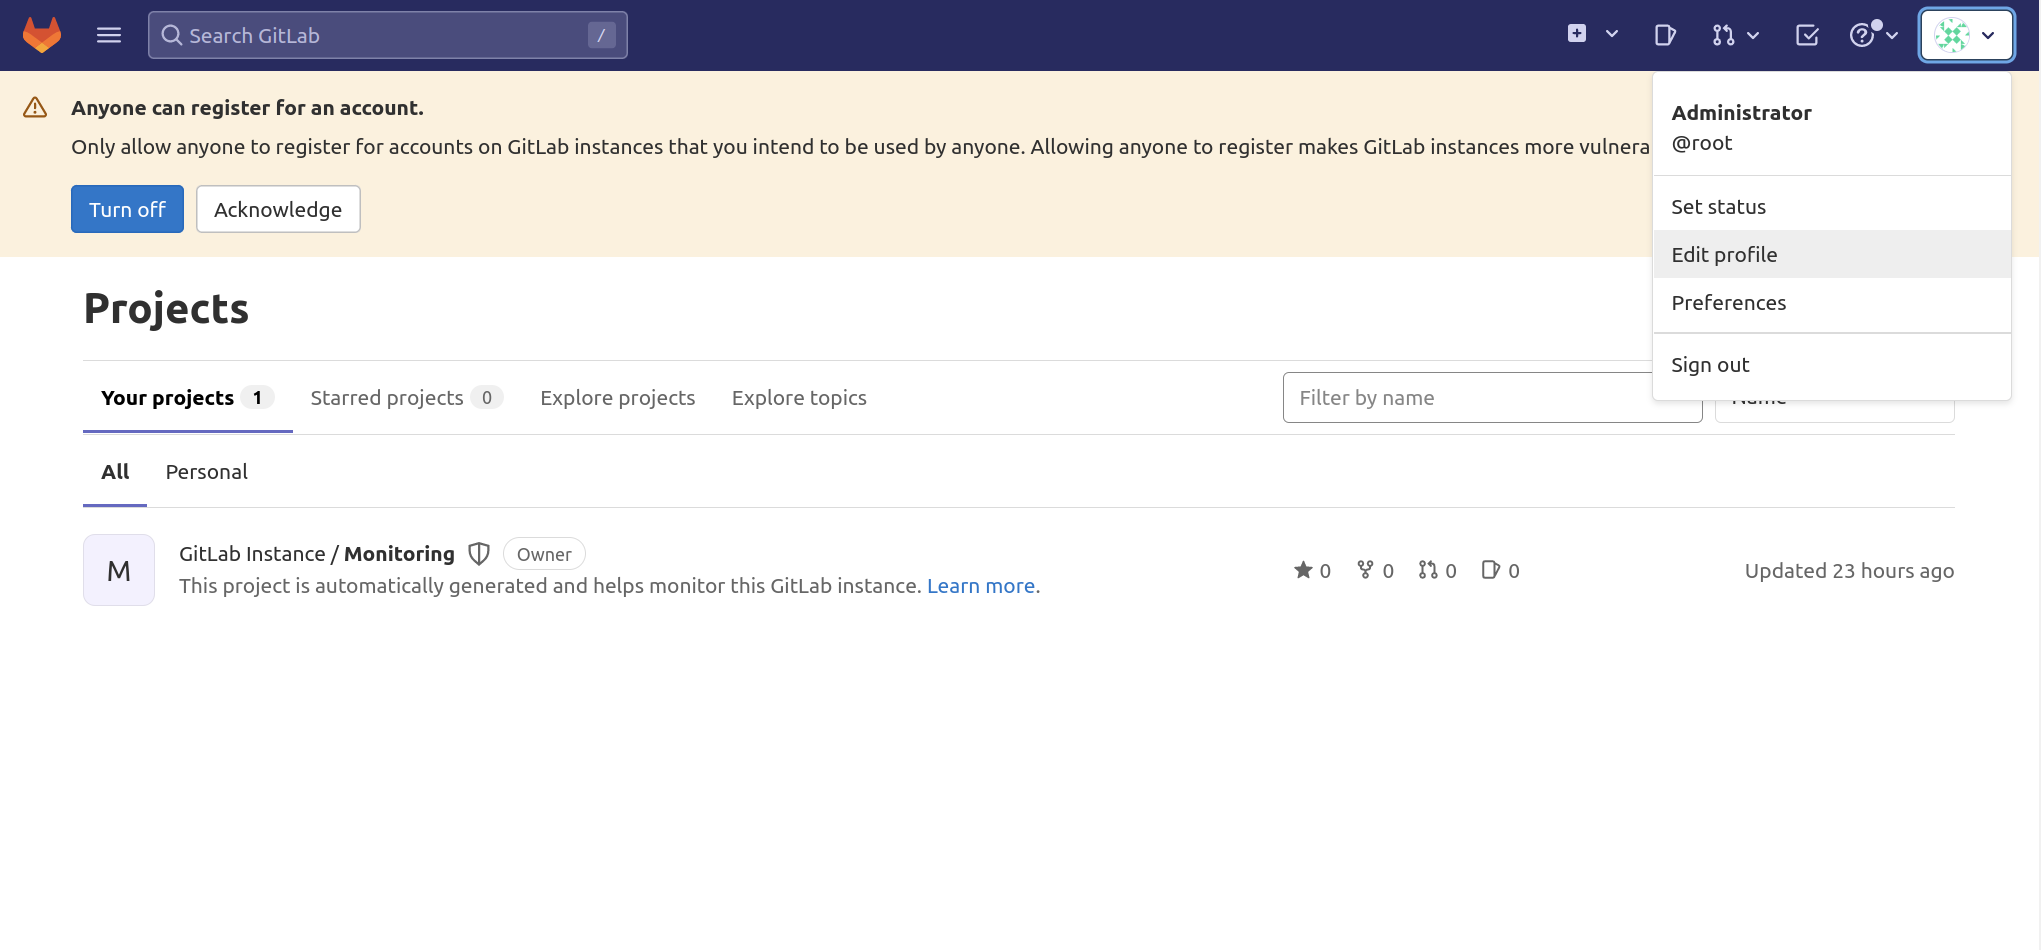 Search GitLab /
Anyone can register for an account.
Only allow anyone to register for accounts on GitLab instances that you intend to be used by anyone. Allowing anyone to register makes GitLab instances more
Turn off Acknowledge
Administrator
@root
Set status
Edit profile
Preferences
Sign out
Projects
Your projects 1 Starred projects 0 Explore projects Explore topics Filter by name Name
All Personal
M
GitLab Instance / Monitoring Owner
This project is automatically generated and helps monitor this GitLab instance. Learn more.
0 0 0 0 Updated 23 hours ago